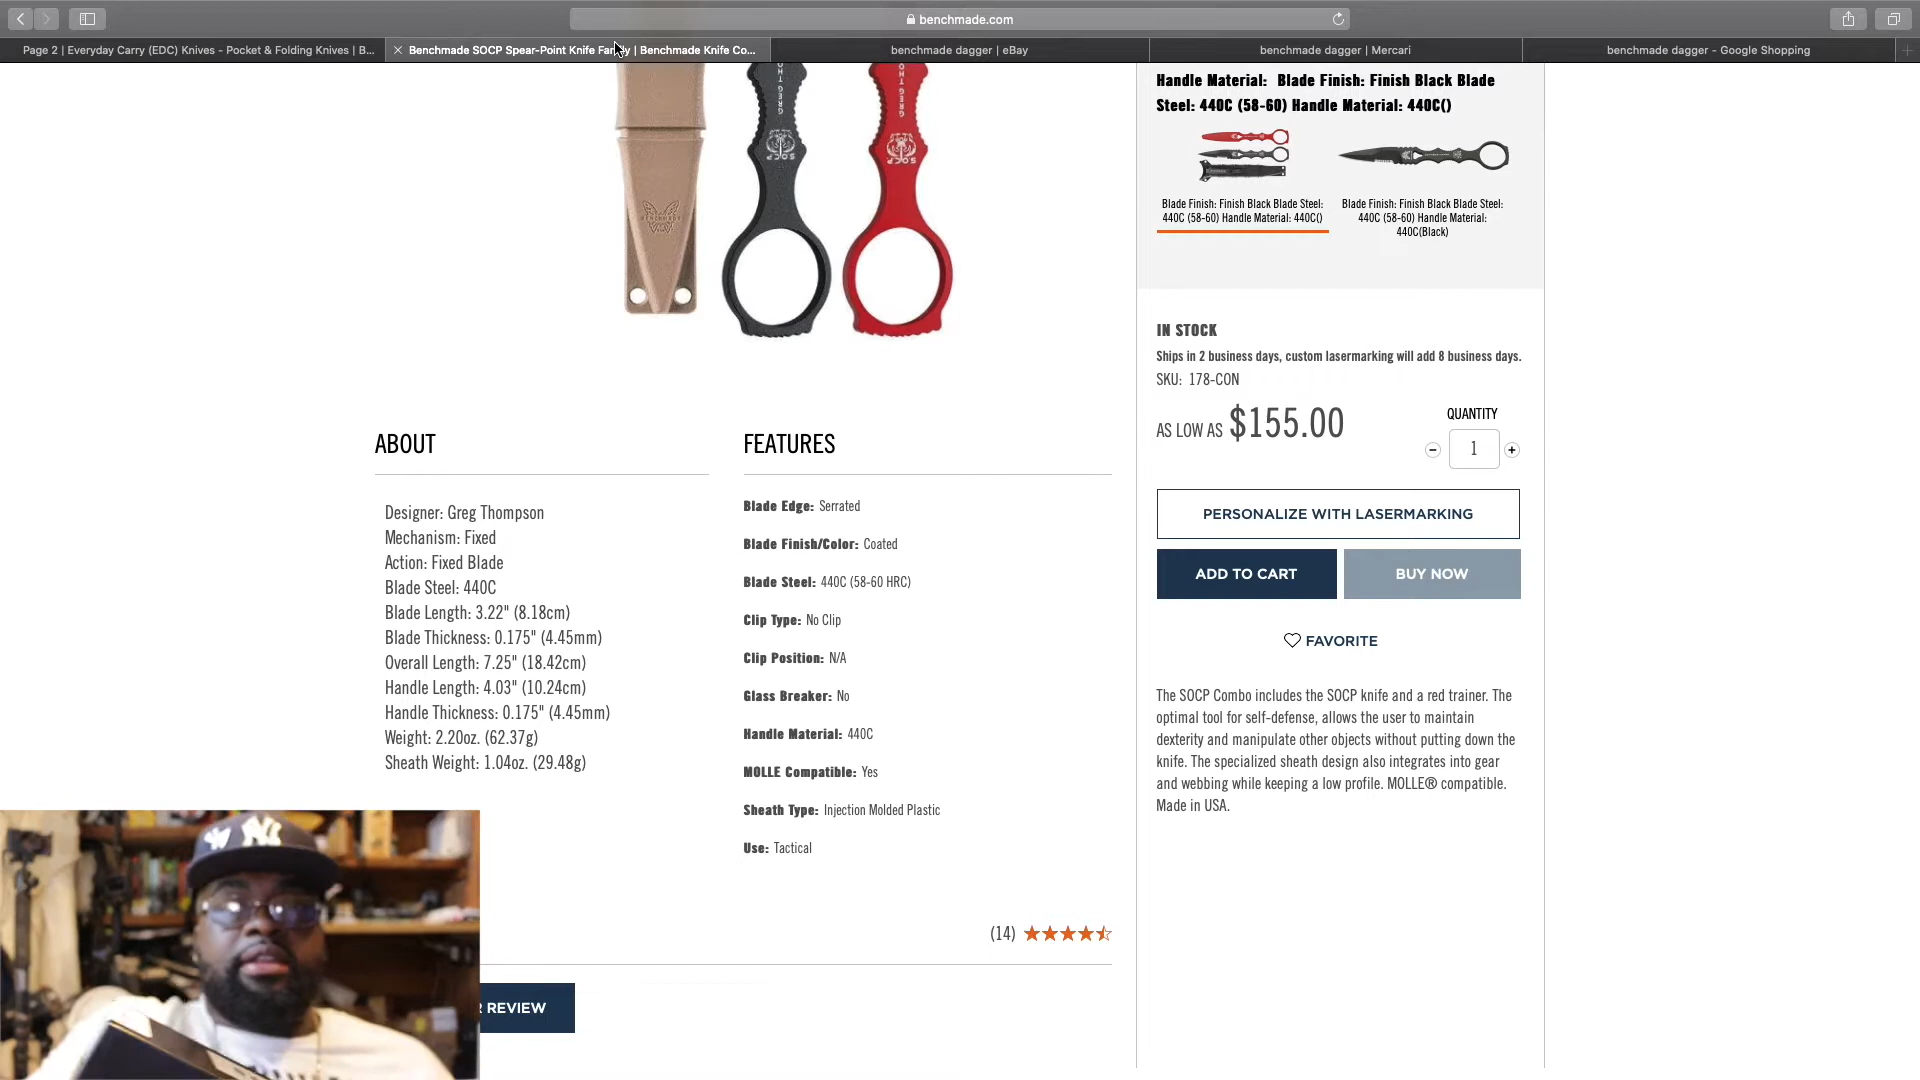 benchmade.com
Page 2 | Everyday Carry (EDC) Knives - Pocket & Folding Knives | B...
Benchmade SOCP Spear-Point Knife Family | Benchmade Knife Co...
benchmade dagger | eBay
benchmade dagger | Mercari
benchmade dagger - Google Shopping
Handle Material: Blade Finish: Finish Black Blade
Steel: 440C (58-60) Handle Material: 440C()
Blade Finish: Finish Black Blade Steel:
440C (58-60) Handle Material: 440C()
Blade Finish: Finish Black Blade Steel:
440C (58-60) Handle Material:
440C(Black)
SOCP
SOCP
BENCHMADE
IN STOCK
Ships in 2 business days, custom lasermarking will add 8 business days.
SKU: 178-CON
AS LOW AS $155.00
QUANTITY
1
PERSONALIZE WITH LASERMARKING
ADD TO CART
BUY NOW
FAVORITE
The SOCP Combo includes the SOCP knife and a red trainer. The
optimal tool for self-defense, allows the user to maintain
dexterity and manipulate other objects without putting down the
knife. The specialized sheath design also integrates into gear
and webbing while keeping a low profile. MOLLE® compatible.
Made in USA.
ABOUT
Designer: Greg Thompson
Mechanism: Fixed
Action: Fixed Blade
Blade Steel: 440C
Blade Length: 3.22" (8.18cm)
Blade Thickness: 0.175" (4.45mm)
Overall Length: 7.25" (18.42cm)
Handle Length: 4.03" (10.24cm)
Handle Thickness: 0.175" (4.45mm)
Weight: 2.20oz. (62.37g)
Sheath Weight: 1.04oz. (29.48g)
FEATURES
Blade Edge: Serrated
Blade Finish/Color: Coated
Blade Steel: 440C (58-60 HRC)
Clip Type: No Clip
Clip Position: N/A
Glass Breaker: No
Handle Material: 440C
MOLLE Compatible: Yes
Sheath Type: Injection Molded Plastic
Use: Tactical
(14)
REVIEW
NY